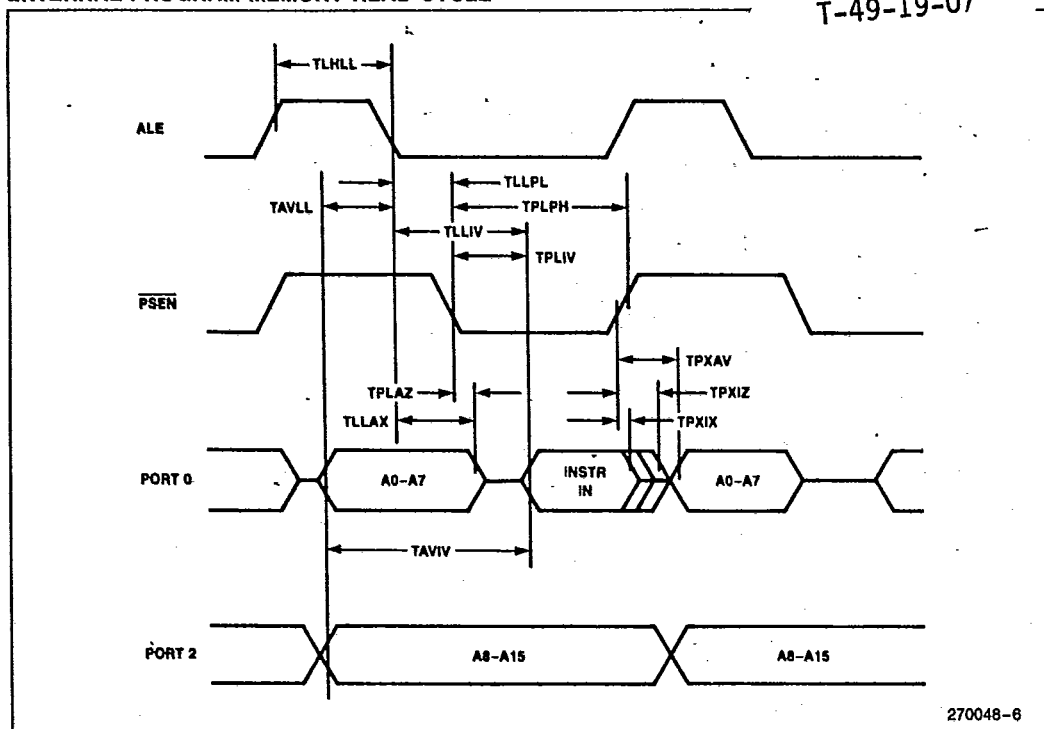 T-49-19-07
TLHLL
ALE
TLLPL
TAVLL
TPLPH
TLLIV
TPLIV
PSEN
TPXAV
TPLAZ
TPXIZ
TLLAX
TPXIX
PORT 0
A0-A7
INSTR
IN
A0-A7
TAVIV
PORT 2
A8-A15
A8-A15
270048-6